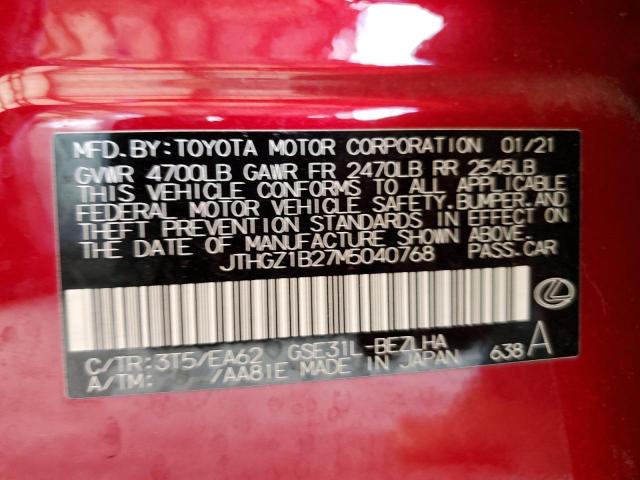 MFD. BY: TOYOTA MOTOR CORPORATION 01/21
GVWR 4700LB GAWR FR 2470LB RR 2545LB
THIS VEHICLE CONFORMS TO ALL APPLICABLE
FEDERAL MOTOR VEHICLE SAFETY, BUMPER, AND
THEFT PREVENTION STANDARDS IN EFFECT ON
THE DATE OF MANUFACTURE SHOWN ABOVE.
JTHGZ1B27M5040768 PASS. CAR
C/TR: 3T5/EA62 GSE31L-BEZLHA
A/TM: /AA81E MADE IN JAPAN 638 A